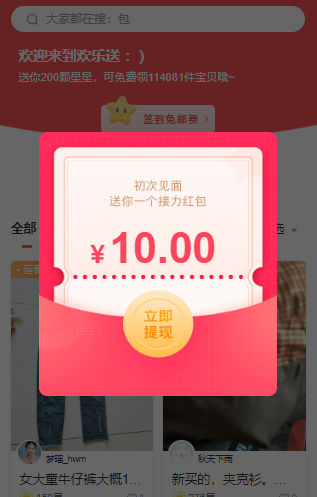 大家都在搜：包
欢迎来到欢乐送：)
送你200颗星星，可免费领114081件宝贝哦~
签到免邮费 >
初次见面
送你一个接力红包
¥10.00
全部
选
立即
提现
梦瑶_hwm
秋天下雨
女大童牛仔裤大概1...
新买的，夹克衫。...